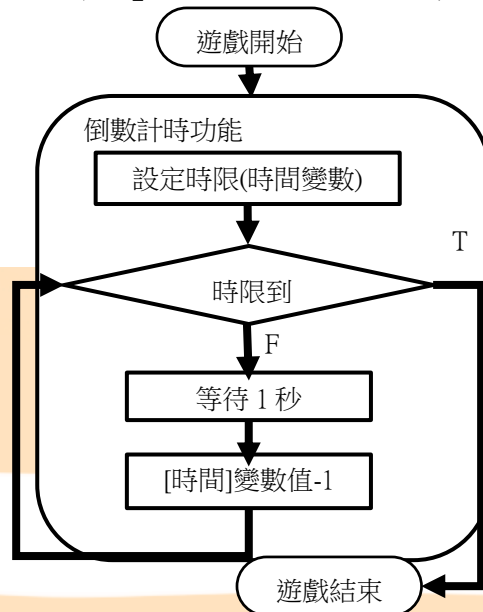 遊戲開始
倒數計時功能
設定時限(時間變數)
T
時限到
F
等待 1 秒
[時間]變數值-1
遊戲結束